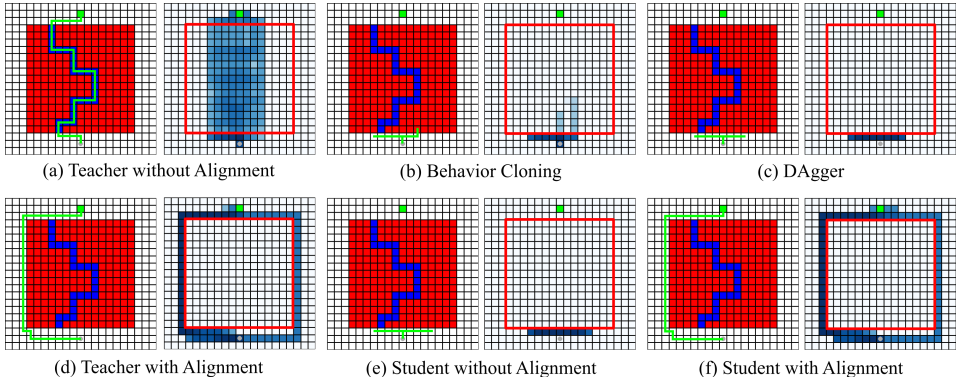 (a) Teacher without Alignment
(b) Behavior Cloning
(c) DAgger
(d) Teacher with Alignment
(e) Student without Alignment
(f) Student with Alignment